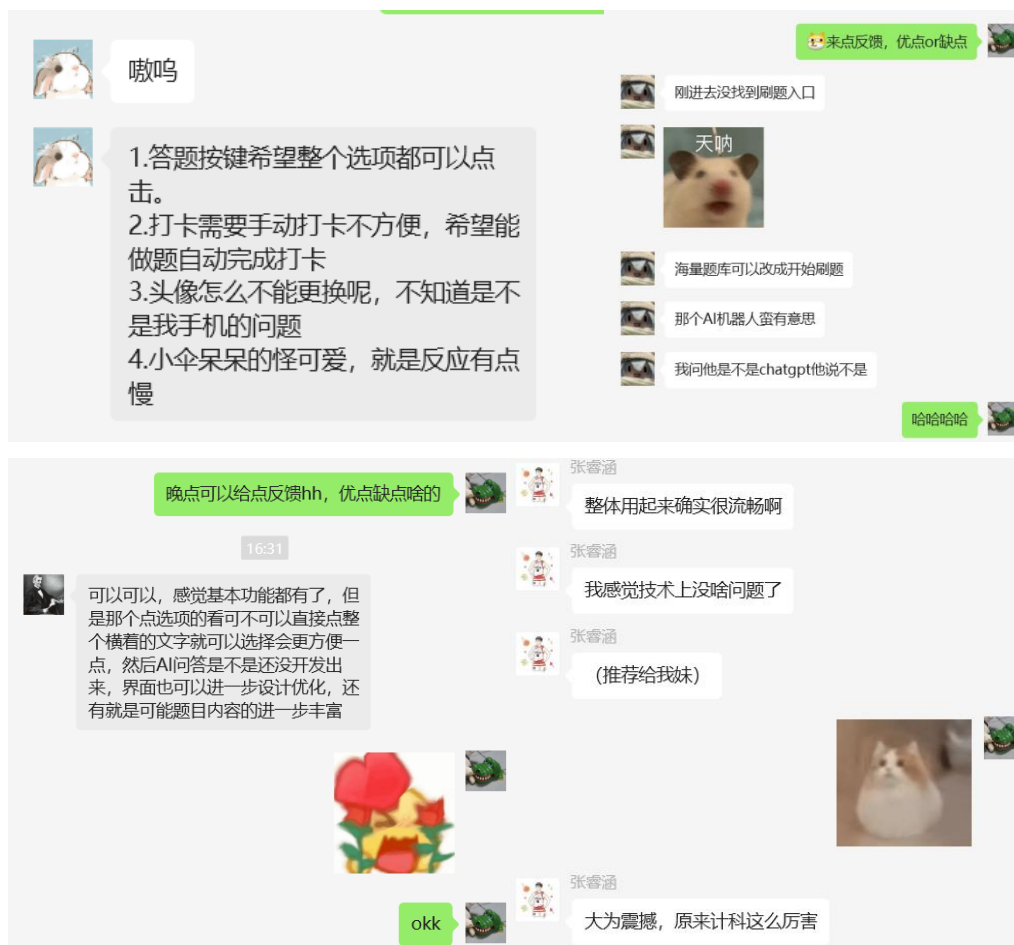 嗷呜
1.答题按键希望整个选项都可以点
击。
2.打卡需要手动打卡不方便，希望能
做题自动完成打卡
3.头像怎么不能更换呢，不知道是不
是我手机的问题
4.小伞呆呆的怪可爱，就是反应有点
慢
来点反馈，优点or缺点
刚进去没找到刷题入口
天呐
海量题库可以改成开始刷题
那个AI机器人蛮有意思
我问他是不是chatgpt他说不是
哈哈哈哈
晚点可以给点反馈hh，优点缺点啥的
16:31
可以可以，感觉基本功能都有了，但
是那个点选项的看可不可以直接点整
个横着的文字就可以选择会更方便一
点，然后AI问答是不是还没开发出
来，界面也可以进一步设计优化，还
有就是可能题目内容的进一步丰富
okk
张睿涵
整体用起来确实很流畅啊
张睿涵
我感觉技术上没啥问题了
张睿涵
（推荐给我妹）
张睿涵
大为震撼，原来计科这么厉害